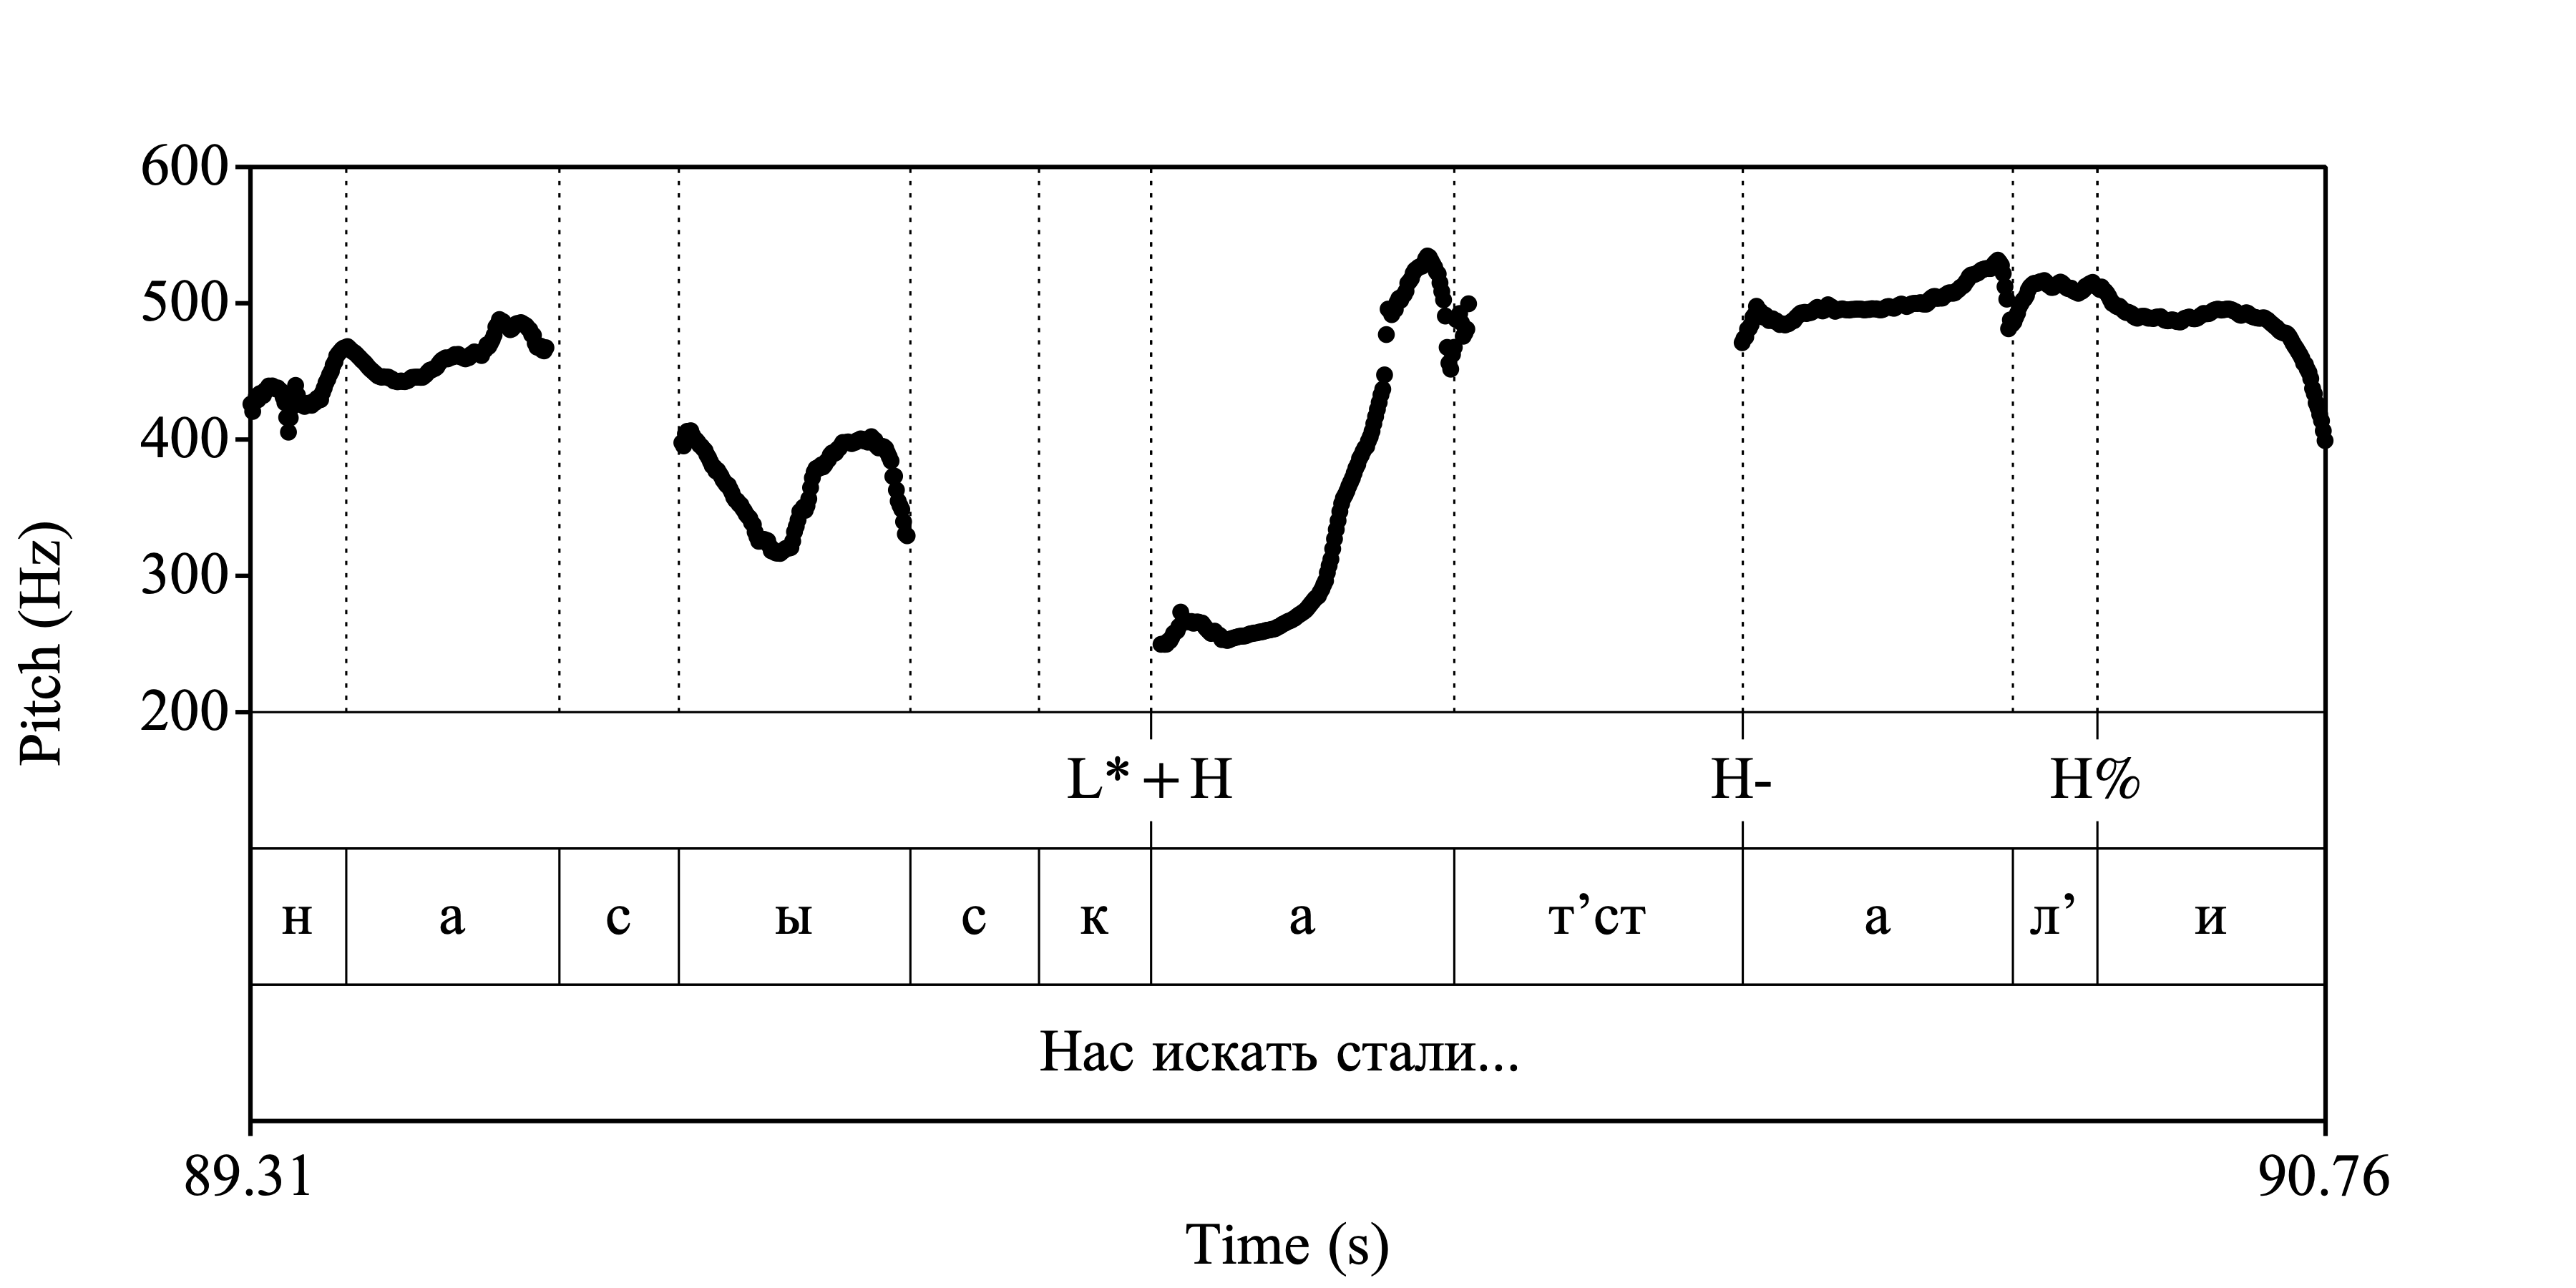 600
500
400
300
200
Pitch (Hz)
L* + H H- H%
н а с ы с к а т’ст а л’ и
Нас искать стали...
89.31 90.76
Time (s)